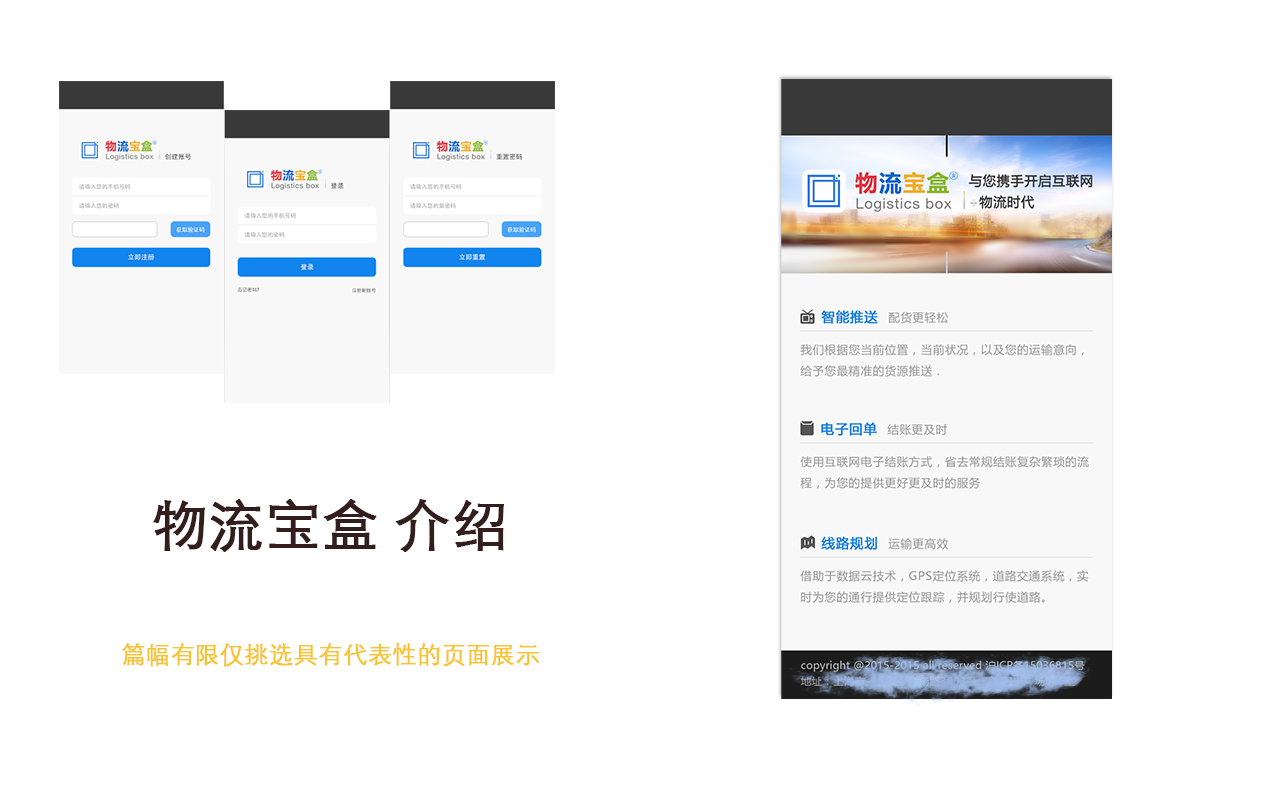 物流宝盒®
Logistics box
创建账号
请输入您的手机号码
请输入您的密码
获取验证码
立即注册
物流宝盒®
Logistics box
登录
请输入您的手机号码
请输入您的密码
登录
忘记密码?
注册新账号
物流宝盒®
Logistics box
重置密码
请输入您的手机号码
请输入您的新密码
获取验证码
立即重置
物流宝盒 介绍
篇幅有限仅挑选具有代表性的页面展示
物流宝盒®
Logistics box
与您携手开启互联网
÷物流时代
智能推送 配货更轻松
我们根据您当前位置，当前状况，以及您的运输意向，
给予您最精准的货源推送．
电子回单 结账更及时
使用互联网电子结账方式，省去常规结账复杂繁琐的流
程，为您的提供更好更及时的服务
线路规划 运输更高效
借助于数据云技术，GPS定位系统，道路交通系统，实
时为您的通行提供定位跟踪，并规划行使道路。
copyright @2015-2015 all reserved 沪ICP备15036815号
地址：上